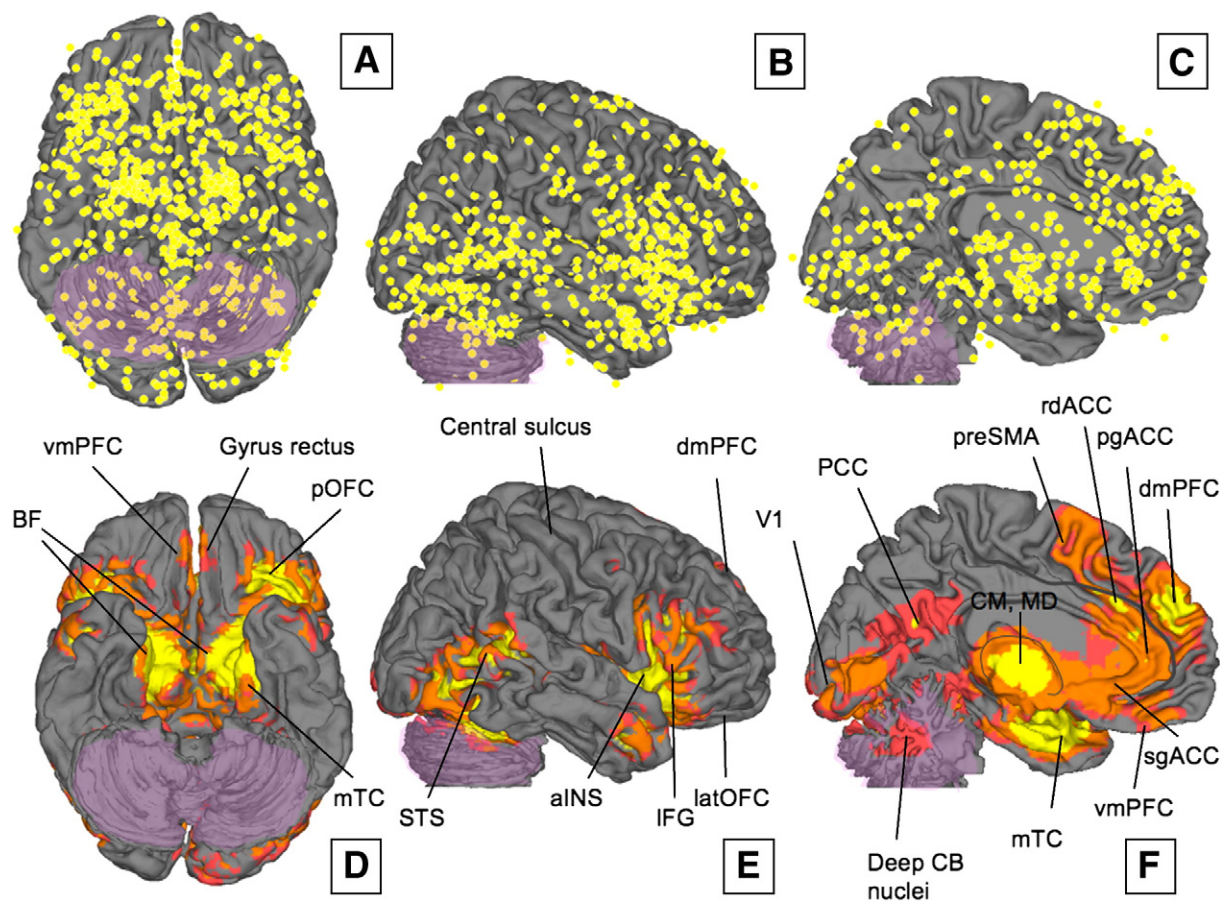 A
B
C
vmPFC
Gyrus rectus
pOFC
BF
mTC
D
Central sulcus
dmPFC
STS
aINS
IFG
latOFC
E
rdACC
preSMA
pgACC
PCC
dmPFC
V1
CM, MD
sgACC
vmPFC
mTC
Deep CB
nuclei
F